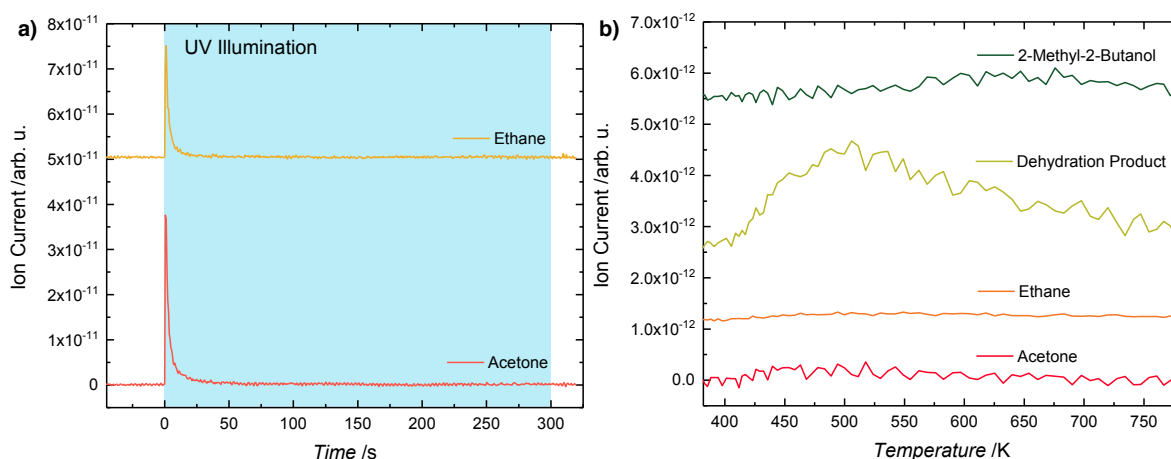 a)
8x10-11
7x10-11
6x10-11
5x10-11
4x10-11
3x10-11
2x10-11
1x10-11
0
Ion Current /arb. u.
UV Illumination
Ethane
Acetone
0 50 100 150 200 250 300
Time /s
b)
7.0x10-12
6.0x10-12
5.0x10-12
4.0x10-12
3.0x10-12
2.0x10-12
1.0x10-12
0.0
Ion Current /arb. u.
2-Methyl-2-Butanol
Dehydration Product
Ethane
Acetone
400 450 500 550 600 650 700 750
Temperature /K